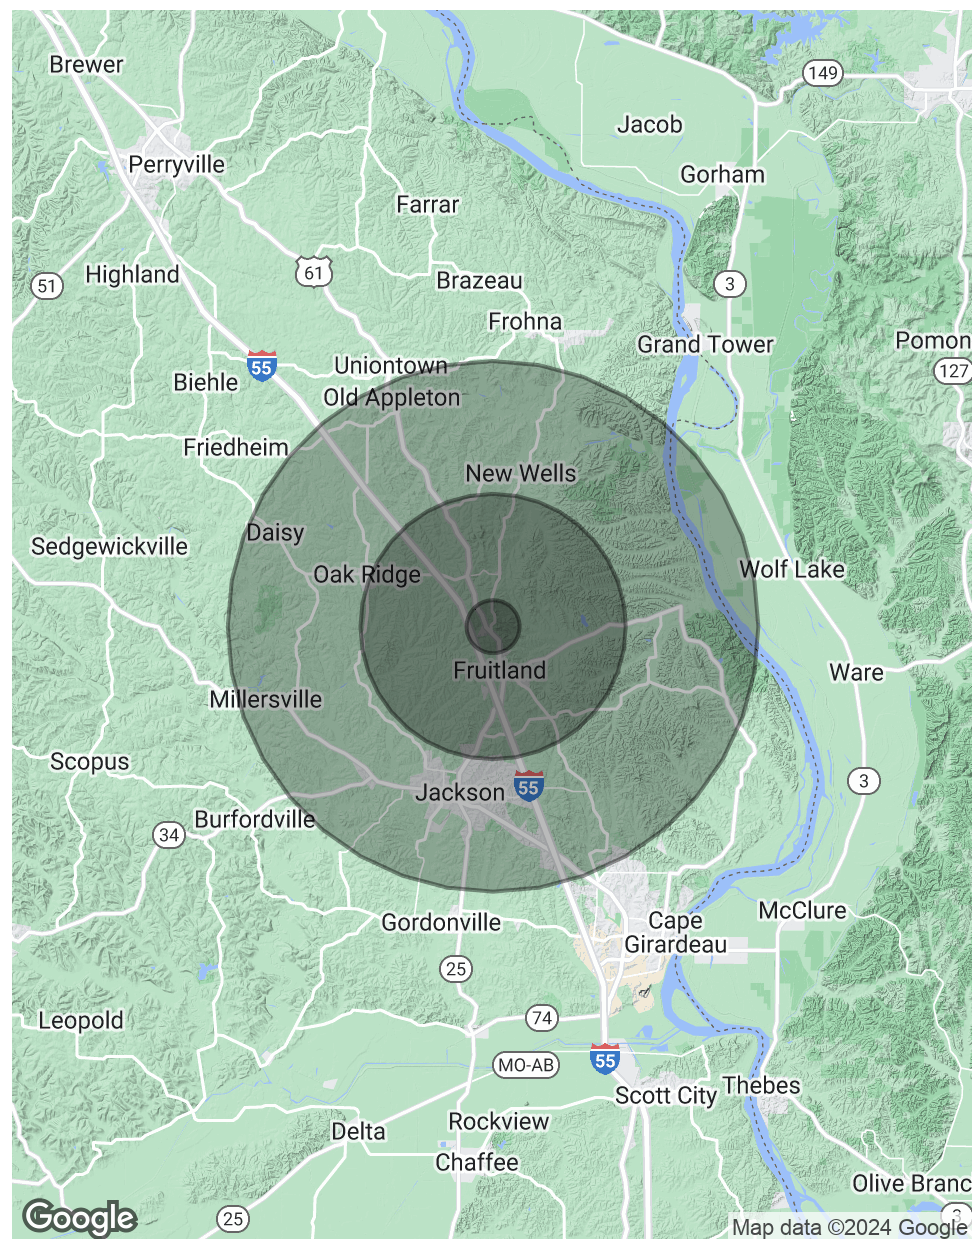 Brewer
149
Jacob
Perryville
Gorham
Farrar
61
Highland
Brazeau
51
3
Frohna
Grand Tower
Pomon
Uniontown
55
127
Biehle
Old Appleton
Friedheim
New Wells
Daisy
Sedgewickville
Wolf Lake
Oak Ridge
Fruitland
Ware
Millersville
Scopus
3
55
Jackson
Burfordville
34
McClure
Gordonville
Cape
Girardeau
25
74
Leopold
MO-AB
55
Thebes
Scott City
Rockview
Delta
Chaffee
Olive Branc
Google
25
3
Map data ©2024 Google